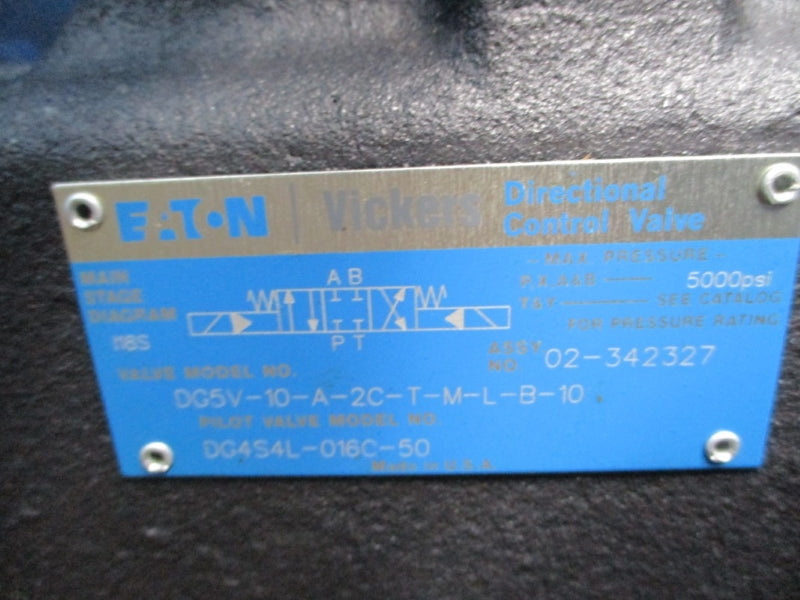 EATON | Vickers Directional Control Valve
MAIN STAGE DIAGRAM
A B
P T
- MAX. PRESSURE -
P,A,&B 5000psi
T&Y SEE CATALOG
FOR PRESSURE RATING
ASSY NO. 02-342327
VALVE MODEL NO.
DG5V-10-A-2C-T-M-L-B-10
PILOT VALVE MODEL NO.
DG4S4L-016C-50
Made in U.S.A.